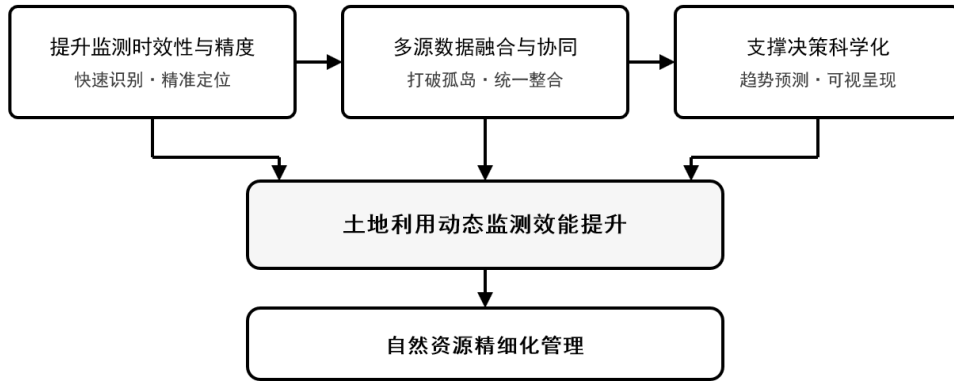 提升监测时效性与精度
快速识别·精准定位
多源数据融合与协同
打破孤岛·统一整合
支撑决策科学化
趋势预测·可视呈现
土地利用动态监测效能提升
自然资源精细化管理